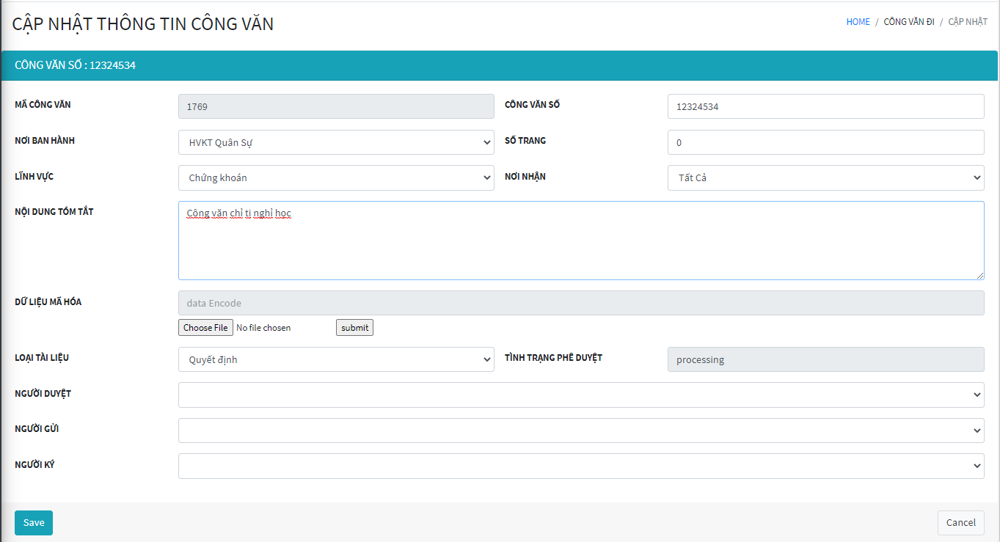 CẬP NHẬT THÔNG TIN CÔNG VĂN
HOME / CÔNG VĂN ĐI / CẬP NHẬT
CÔNG VĂN SỐ : 12324534
MÃ CÔNG VĂN
1769
CÔNG VĂN SỐ
12324534
NƠI BAN HÀNH
HVKT Quân Sự
SỐ TRANG
0
LĨNH VỰC
Chứng khoán
NƠI NHẬN
Tất Cả
NỘI DUNG TÓM TẮT
Công văn chỉ tị nghỉ học
DỮ LIỆU MÃ HÓA
data Encode
Choose File No file chosen
submit
LOẠI TÀI LIỆU
Quyết định
TÌNH TRẠNG PHÊ DUYỆT
processing
NGƯỜI DUYỆT
NGƯỜI GỬI
NGƯỜI KÝ
Save
Cancel